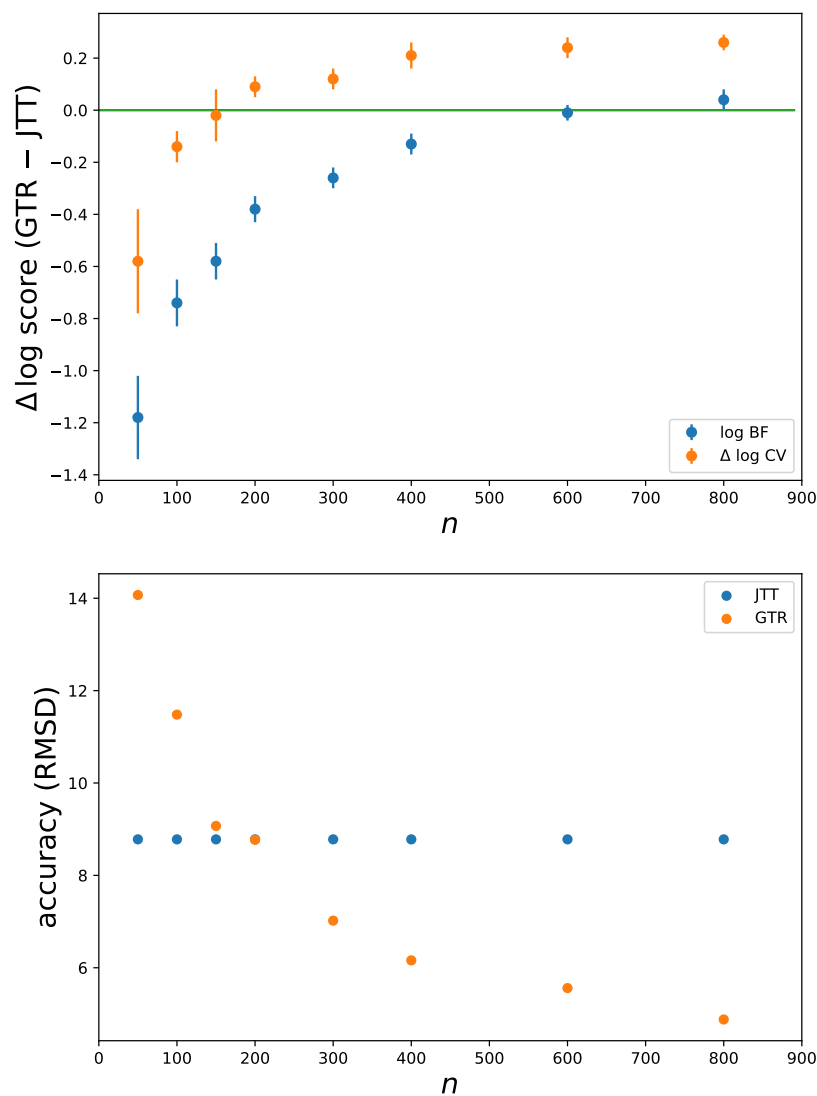 Δ log score (GTR − JTT)
0.2
0.0
−0.2
−0.4
−0.6
−0.8
−1.0
−1.2
−1.4
log BF
Δ log CV
0 100 200 300 400 500 600 700 800 900
n
accuracy (RMSD)
14
12
10
8
6
JTT
GTR
0 100 200 300 400 500 600 700 800 900
n